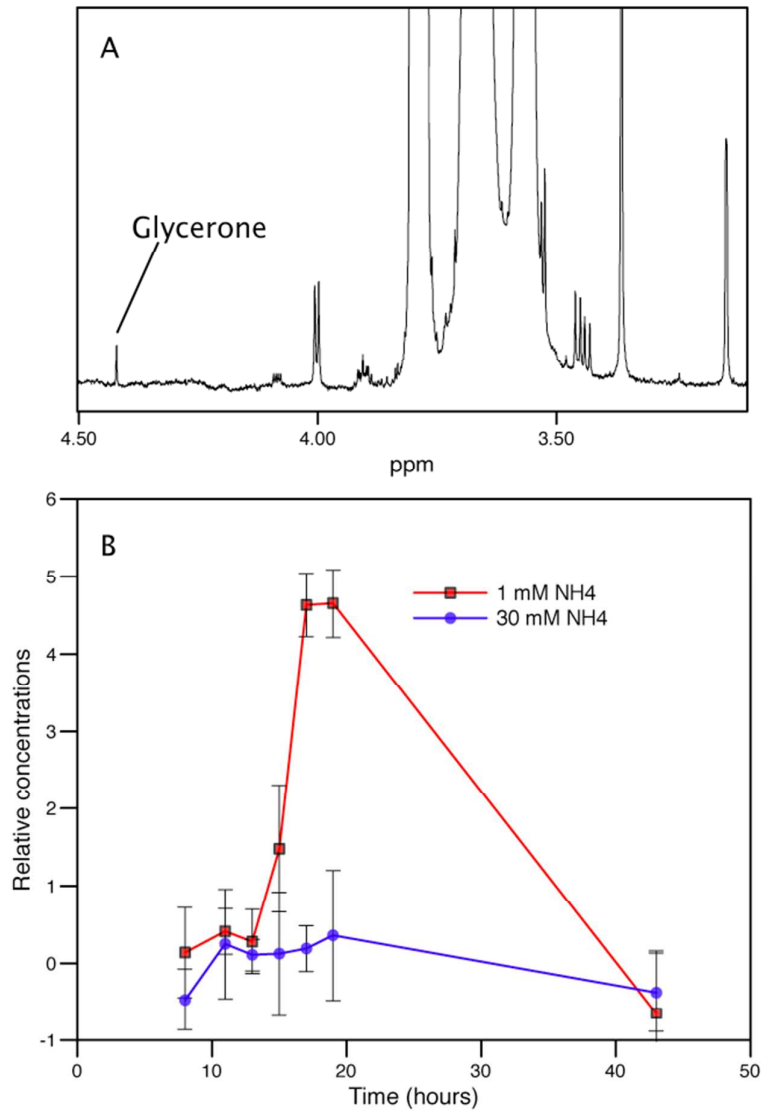 A
Glycerone
4.50 4.00 3.50
ppm
B
6
5
4
3
2
1
0
-1
Relative concentrations
1 mM NH4
30 mM NH4
0 10 20 30 40 50
Time (hours)